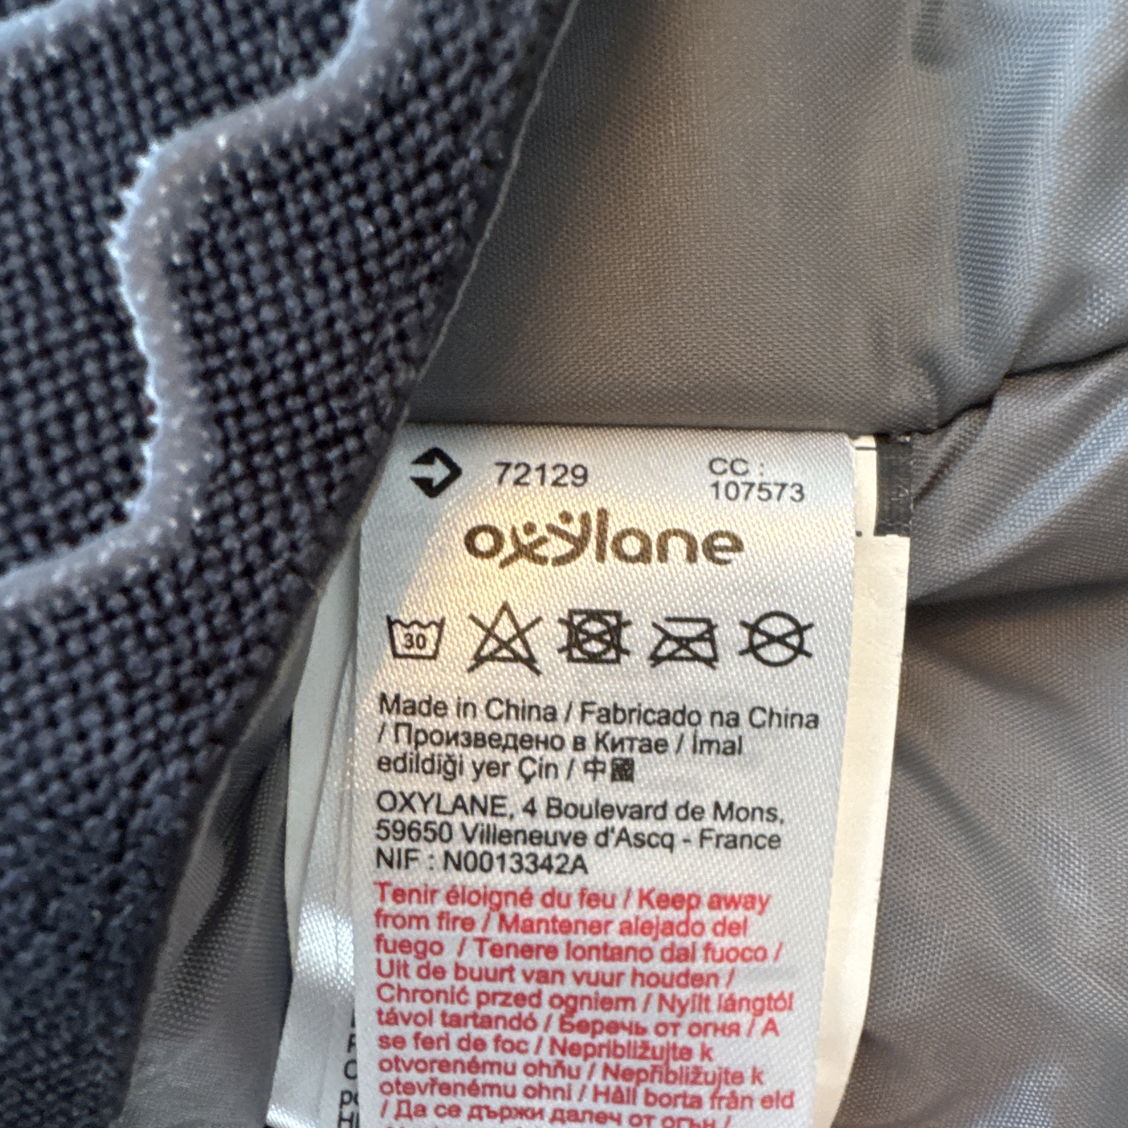 72129
CC :
107573
oxylane
30
Made in China / Fabricado na China
/ Произведено в Китае / İmal
edildiği yer Çin / 中國
OXYLANE, 4 Boulevard de Mons,
59650 Villeneuve d'Ascq - France
NIF : N0013342A
Tenir éloigné du feu / Keep away
from fire / Mantener alejado del
fuego / Tenere lontano dal fuoco /
Uit de buurt van vuur houden /
Chronić przed ogniem / Nyílt lángtól
távol tartandó / Беречь от огня / A
se feri de foc / Nepribližujte k
otvorenému ohňu / Nepřibližujte k
otevřenému ohni / Håll borta från eld
/ Да се държи далеч от огън /